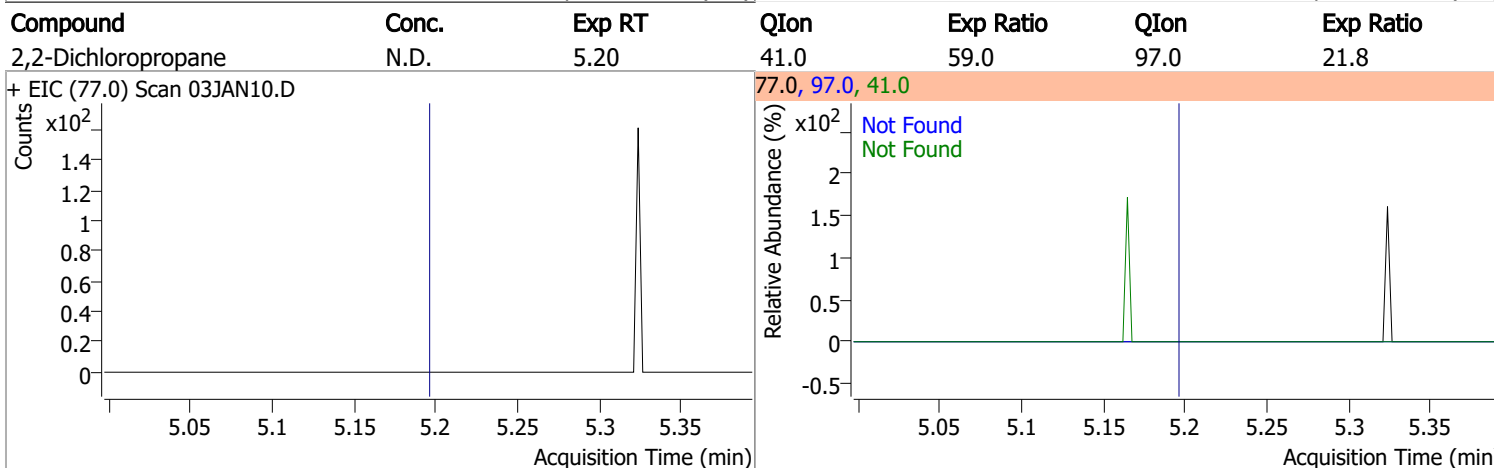 Compound Conc. Exp RT QIon Exp Ratio QIon Exp Ratio
2,2-Dichloropropane N.D. 5.20 41.0 59.0 97.0 21.8
+ EIC (77.0) Scan 03JAN10.D
Counts
x10²
1.4
1.2
1
0.8
0.6
0.4
0.2
0
5.05 5.1 5.15 5.2 5.25 5.3 5.35
Acquisition Time (min)
77.0, 97.0, 41.0
Relative Abundance (%)
x10²
Not Found
Not Found
2
1.5
1
0.5
0
-0.5
5.05 5.1 5.15 5.2 5.25 5.3 5.35
Acquisition Time (min)